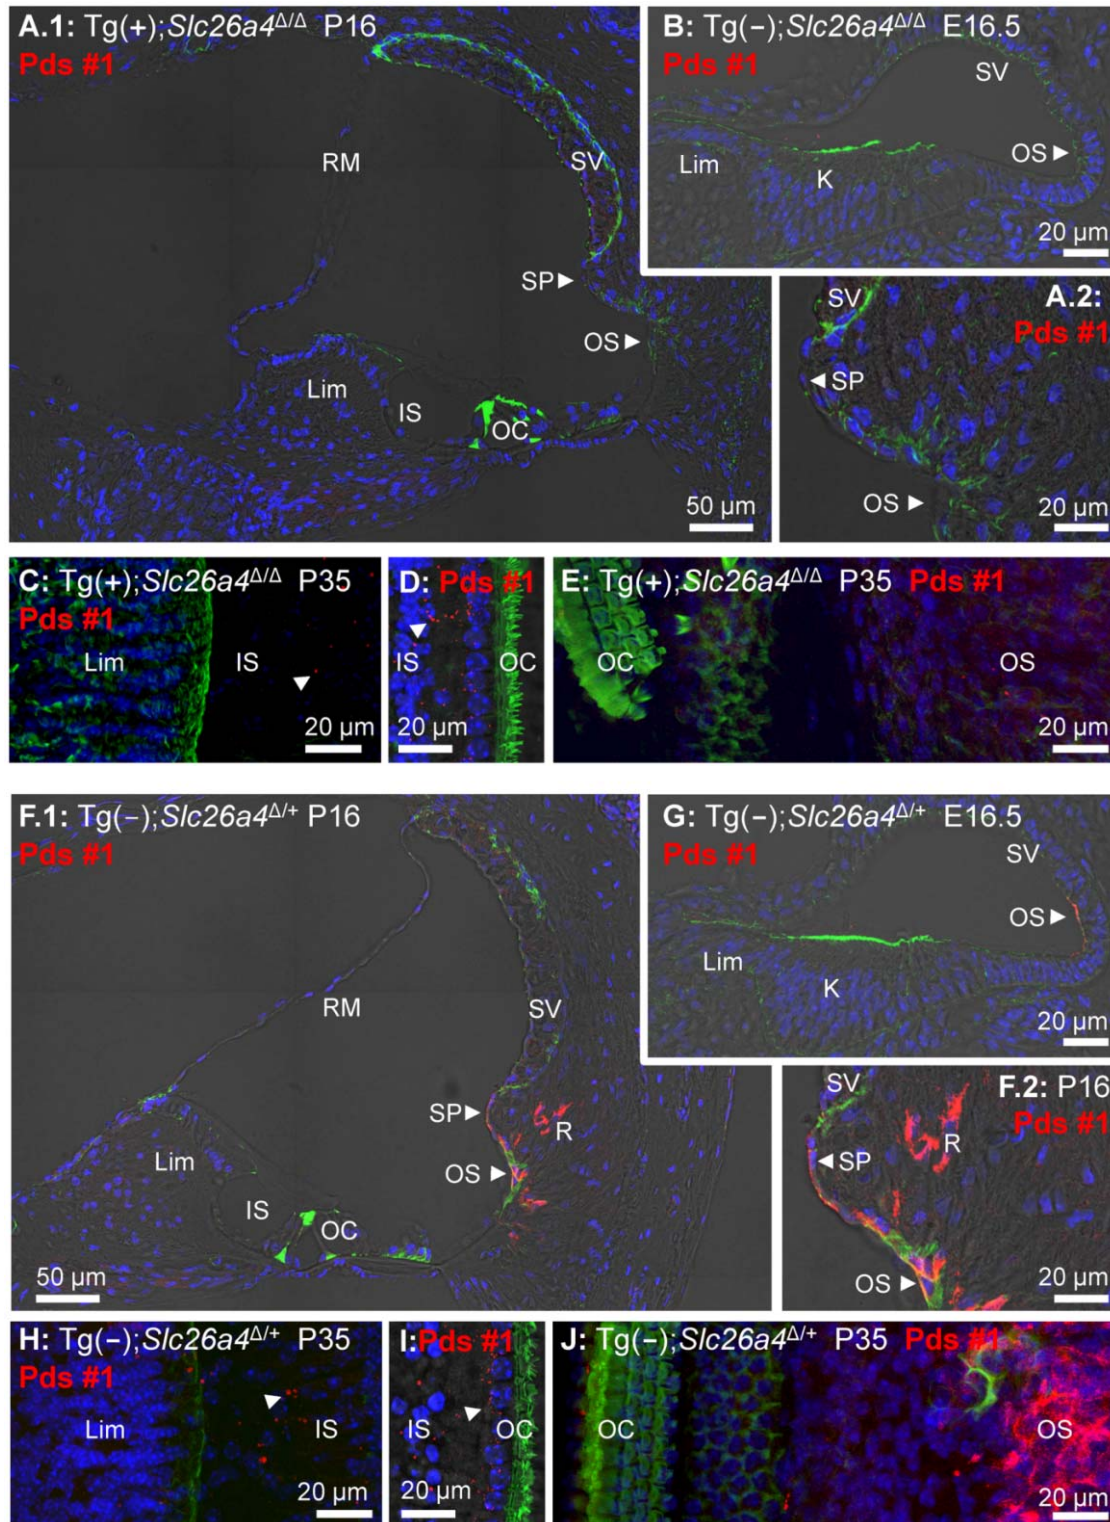 A.1: Tg(+);Slc26a4Δ/Δ P16
Pds #1
RM
SV
SP
OS
Lim
IS
OC
50 µm
B: Tg(−);Slc26a4Δ/Δ E16.5
Pds #1
SV
OS
Lim
K
20 µm
A.2:
Pds #1
SV
SP
OS
20 µm
C: Tg(+);Slc26a4Δ/Δ P35
Pds #1
Lim
IS
20 µm
D: Pds #1
IS
OC
20 µm
E: Tg(+);Slc26a4Δ/Δ P35 Pds #1
OC
OS
20 µm
F.1: Tg(−);Slc26a4Δ/+ P16
Pds #1
RM
SV
SP
R
Lim
OS
IS
OC
50 µm
G: Tg(−);Slc26a4Δ/+ E16.5
Pds #1
SV
OS
Lim
K
20 µm
F.2: P16
Pds #1
SV
R
SP
OS
20 µm
H: Tg(−);Slc26a4Δ/+ P35
Pds #1
Lim
IS
20 µm
I: Pds #1
IS
OC
20 µm
J: Tg(−);Slc26a4Δ/+ P35 Pds #1
OC
OS
20 µm